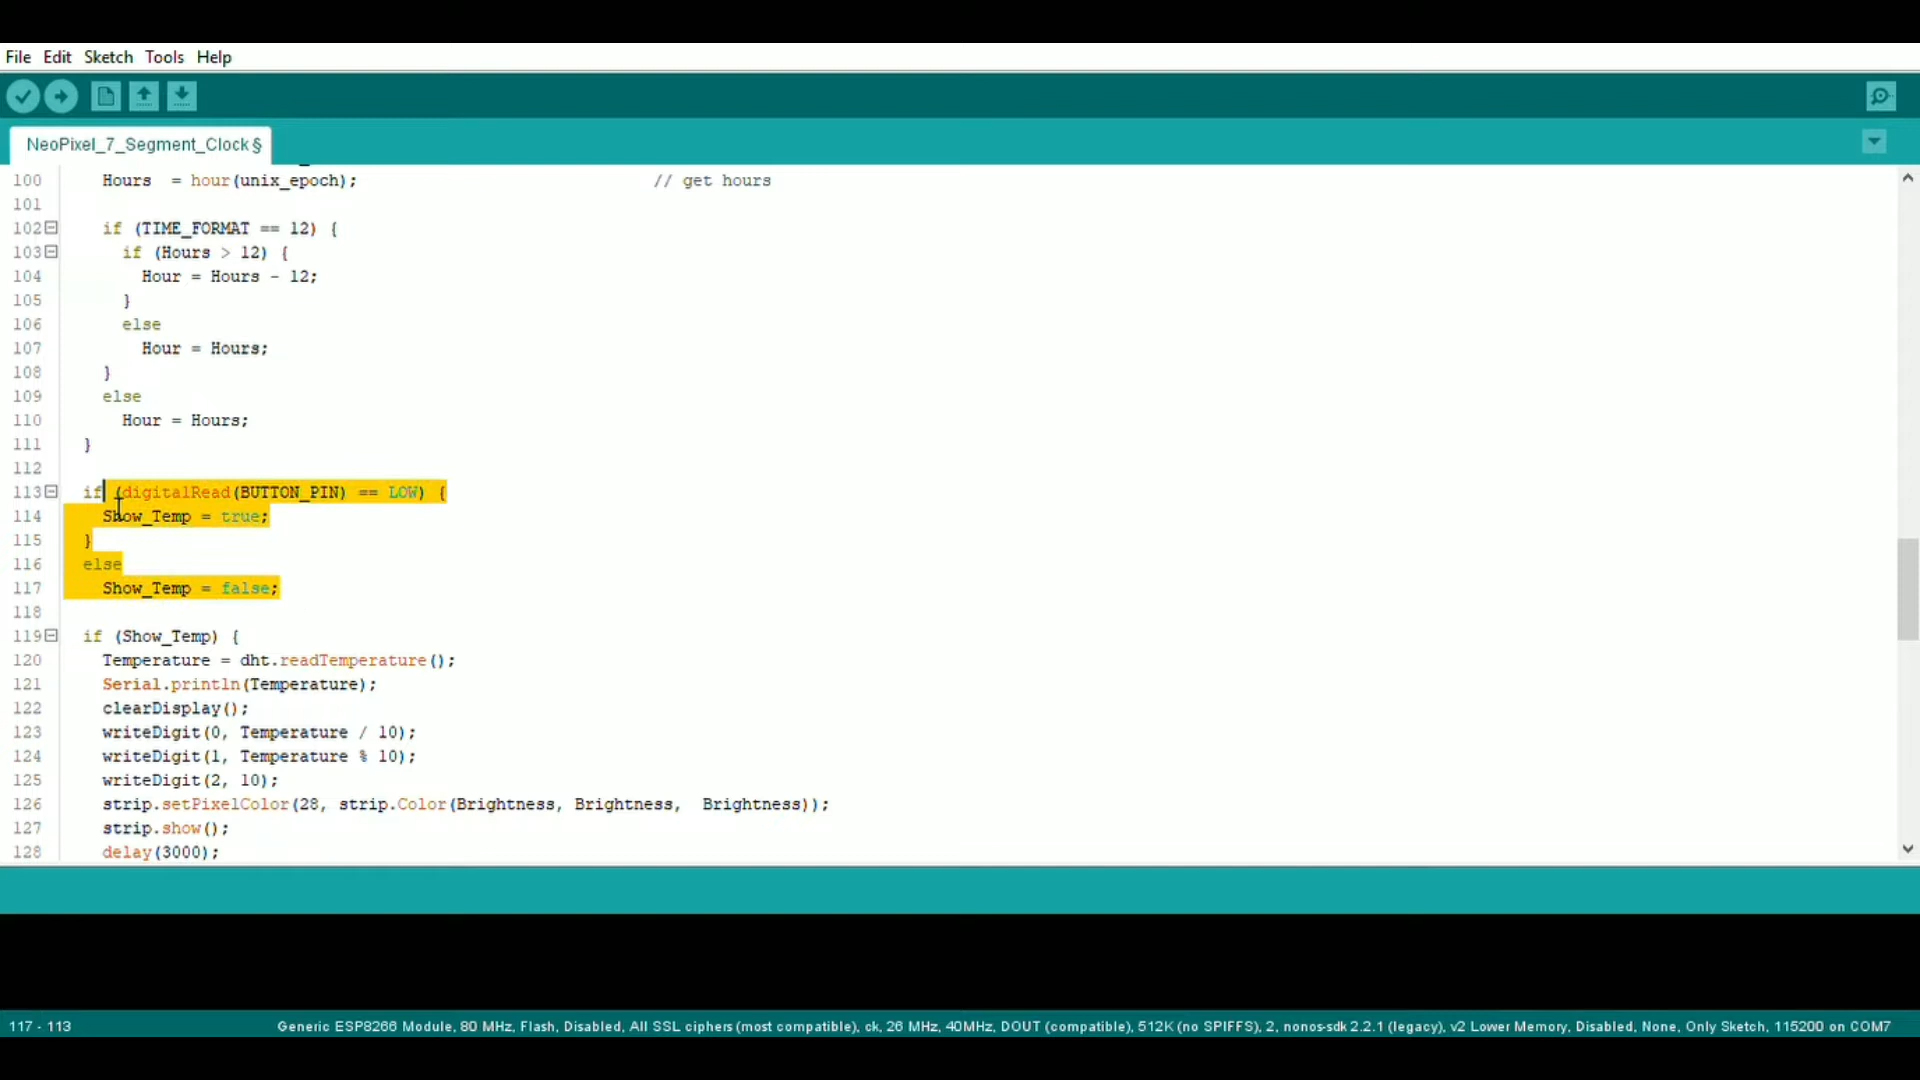 File Edit Sketch Tools Help
NeoPixel_7_Segment_Clock §
100 Hours = hour(unix_epoch); // get hours
101
102 if (TIME_FORMAT == 12) {
103 if (Hours > 12) {
104 Hour = Hours - 12;
105 }
106 else
107 Hour = Hours;
108 }
109 else
110 Hour = Hours;
111 }
112
113 if (digitalRead(BUTTON_PIN) == LOW) {
114 Show_Temp = true;
115 }
116 else
117 Show_Temp = false;
118
119 if (Show_Temp) {
120 Temperature = dht.readTemperature();
121 Serial.println(Temperature);
122 clearDisplay();
123 writeDigit(0, Temperature / 10);
124 writeDigit(1, Temperature % 10);
125 writeDigit(2, 10);
126 strip.setPixelColor(28, strip.Color(Brightness, Brightness, Brightness));
127 strip.show();
128 delay(3000);
117 - 113 Generic ESP8266 Module, 80 MHz, Flash, Disabled, All SSL ciphers (most compatible), ck, 26 MHz, 40MHz, DOUT (compatible), 512K (no SPIFFS), 2, nonos-sdk 2.2.1 (legacy), v2 Lower Memory, Disabled, None, Only Sketch, 115200 on COM7